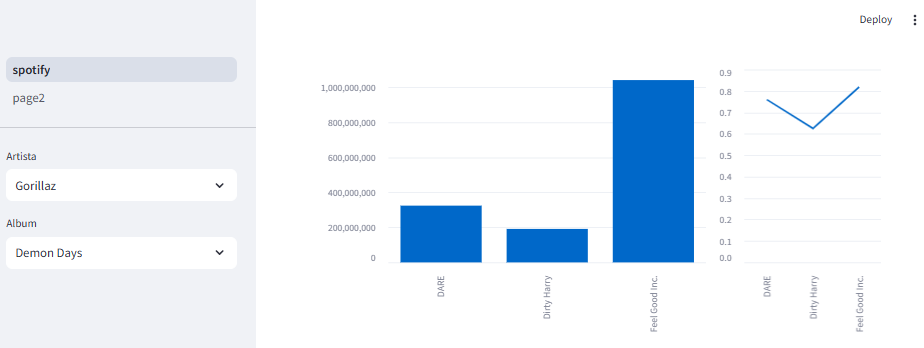 Deploy
spotify
page2
Artista
Gorillaz
Album
Demon Days
1,000,000,000
800,000,000
600,000,000
400,000,000
200,000,000
0
DARE
Dirty Harry
Feel Good Inc.
0.9
0.8
0.7
0.6
0.5
0.4
0.3
0.2
0.1
0.0
DARE
Dirty Harry
Feel Good Inc.